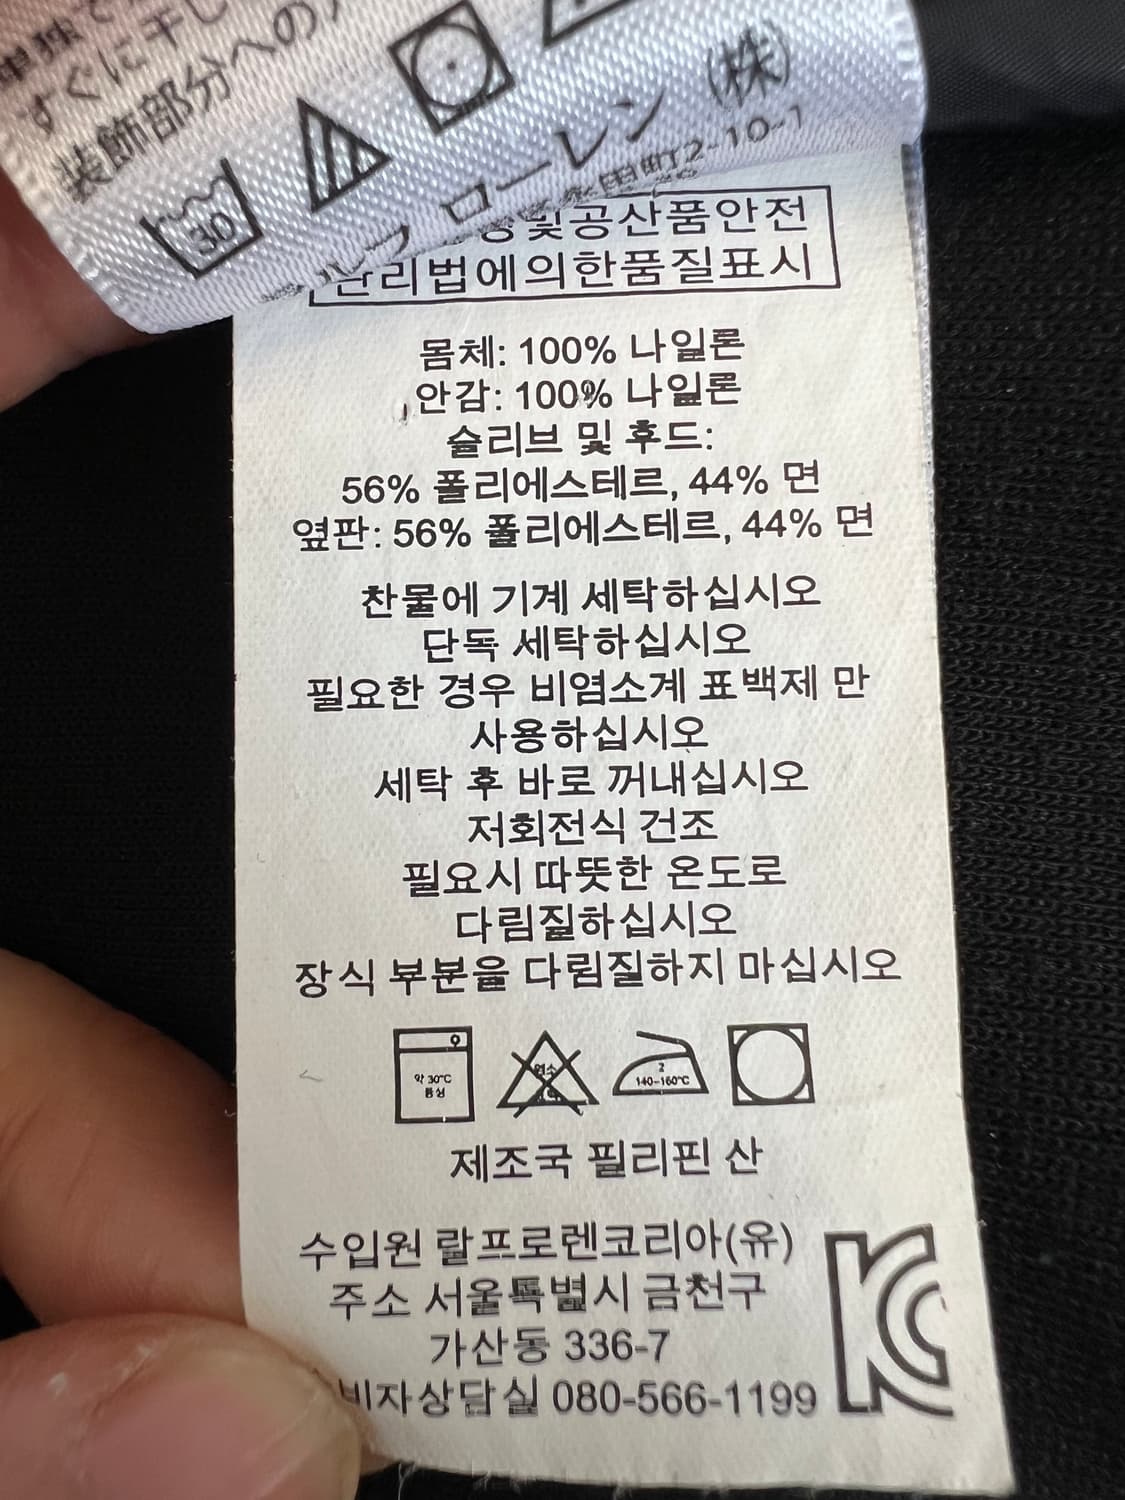 すぐに干し
装飾部分への
30
ローレン (株)
2-10-1
및공산품안전
관리법에의한품질표시
몸체: 100% 나일론
안감: 100% 나일론
슬리브 및 후드:
56% 폴리에스테르, 44% 면
옆판: 56% 폴리에스테르, 44% 면
찬물에 기계 세탁하십시오
단독 세탁하십시오
필요한 경우 비염소계 표백제 만
사용하십시오
세탁 후 바로 꺼내십시오
저회전식 건조
필요시 따뜻한 온도로
다림질하십시오
장식 부분을 다림질하지 마십시오
약 30℃
중성
염소
2
140~160℃
제조국 필리핀 산
수입원 랄프로렌코리아(유)
주소 서울특별시 금천구
가산동 336-7
비자상담실 080-566-1199